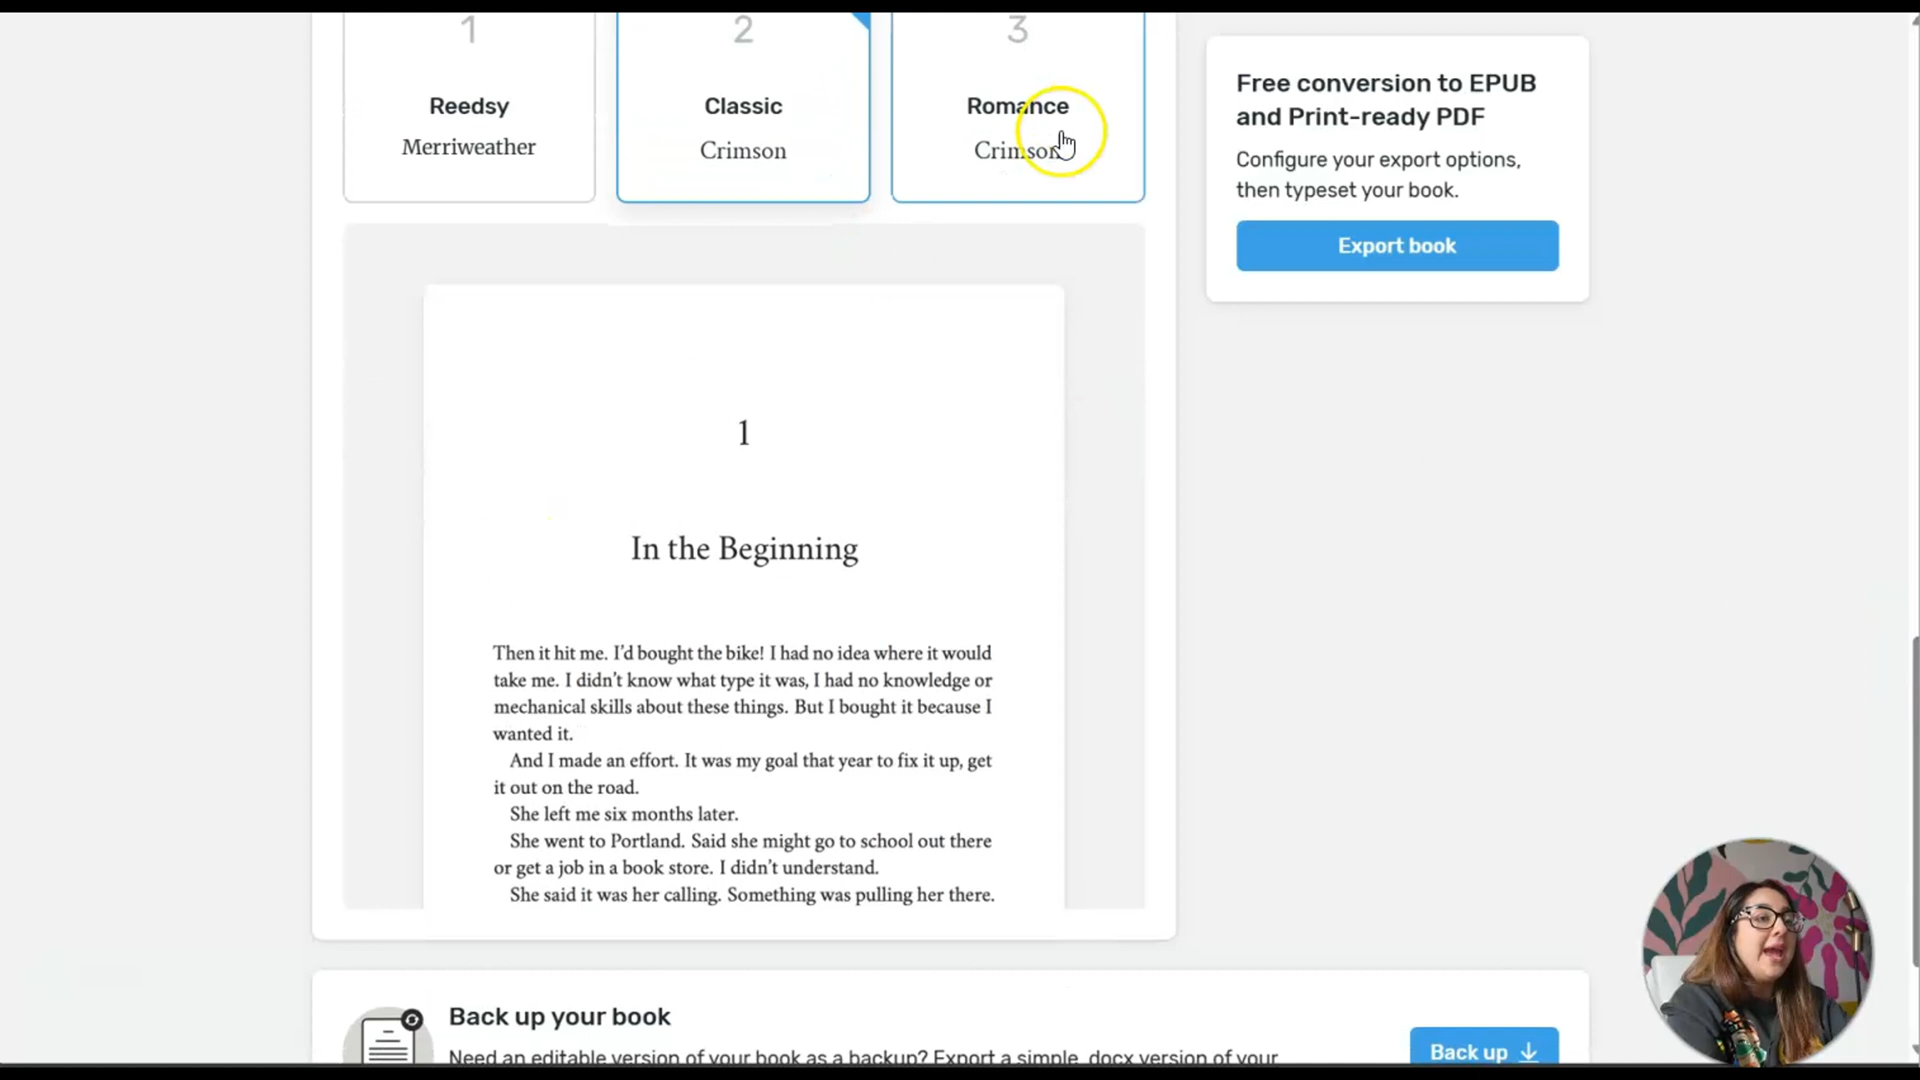 1
Reedsy
Merriweather
2
Classic
Crimson
3
Romance
Crimson
Free conversion to EPUB
and Print-ready PDF
Configure your export options,
then typeset your book.
Export book
1
In the Beginning
Then it hit me. I’d bought the bike! I had no idea where it would
take me. I didn’t know what type it was, I had no knowledge or
mechanical skills about these things. But I bought it because I
wanted it.
And I made an effort. It was my goal that year to fix it up, get
it out on the road.
She left me six months later.
She went to Portland. Said she might go to school out there
or get a job in a book store. I didn’t understand.
She said it was her calling. Something was pulling her there.
Back up your book
Need an editable version of your book as a backup? Export a simple .docx version of your
Back up